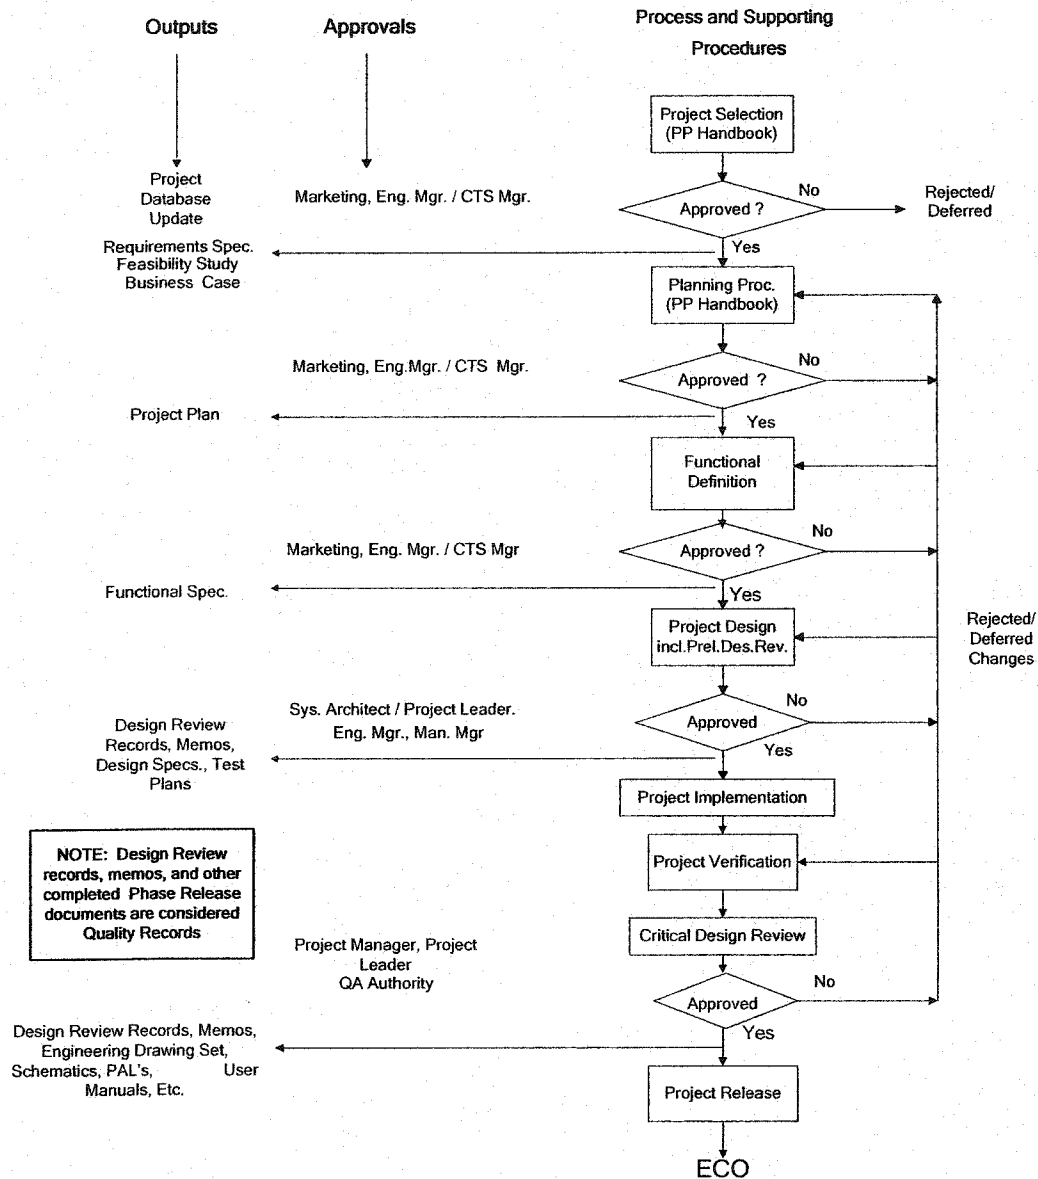 Outputs
Approvals
Process and Supporting
Procedures
Project Selection
(PP Handbook)
Project
Database
Update
Marketing, Eng. Mgr. / CTS Mgr.
Approved ?
No
Rejected/
Deferred
Yes
Requirements Spec.
Feasibility Study
Business Case
Planning Proc.
(PP Handbook)
Marketing, Eng.Mgr. / CTS Mgr.
Approved ?
No
Project Plan
Yes
Functional
Definition
Marketing, Eng. Mgr. / CTS Mgr
Approved ?
No
Functional Spec.
Yes
Project Design
incl.Prel.Des.Rev.
Rejected/
Deferred
Changes
Sys. Architect / Project Leader.
Eng. Mgr., Man. Mgr
Approved
No
Design Review
Records, Memos,
Design Specs., Test
Plans
Yes
Project Implementation
NOTE: Design Review
records, memos, and other
completed Phase Release
documents are considered
Quality Records
Project Verification
Critical Design Review
Project Manager, Project
Leader
QA Authority
Approved
No
Yes
Design Review Records, Memos,
Engineering Drawing Set,
Schematics, PAL's, User
Manuals, Etc.
Project Release
ECO